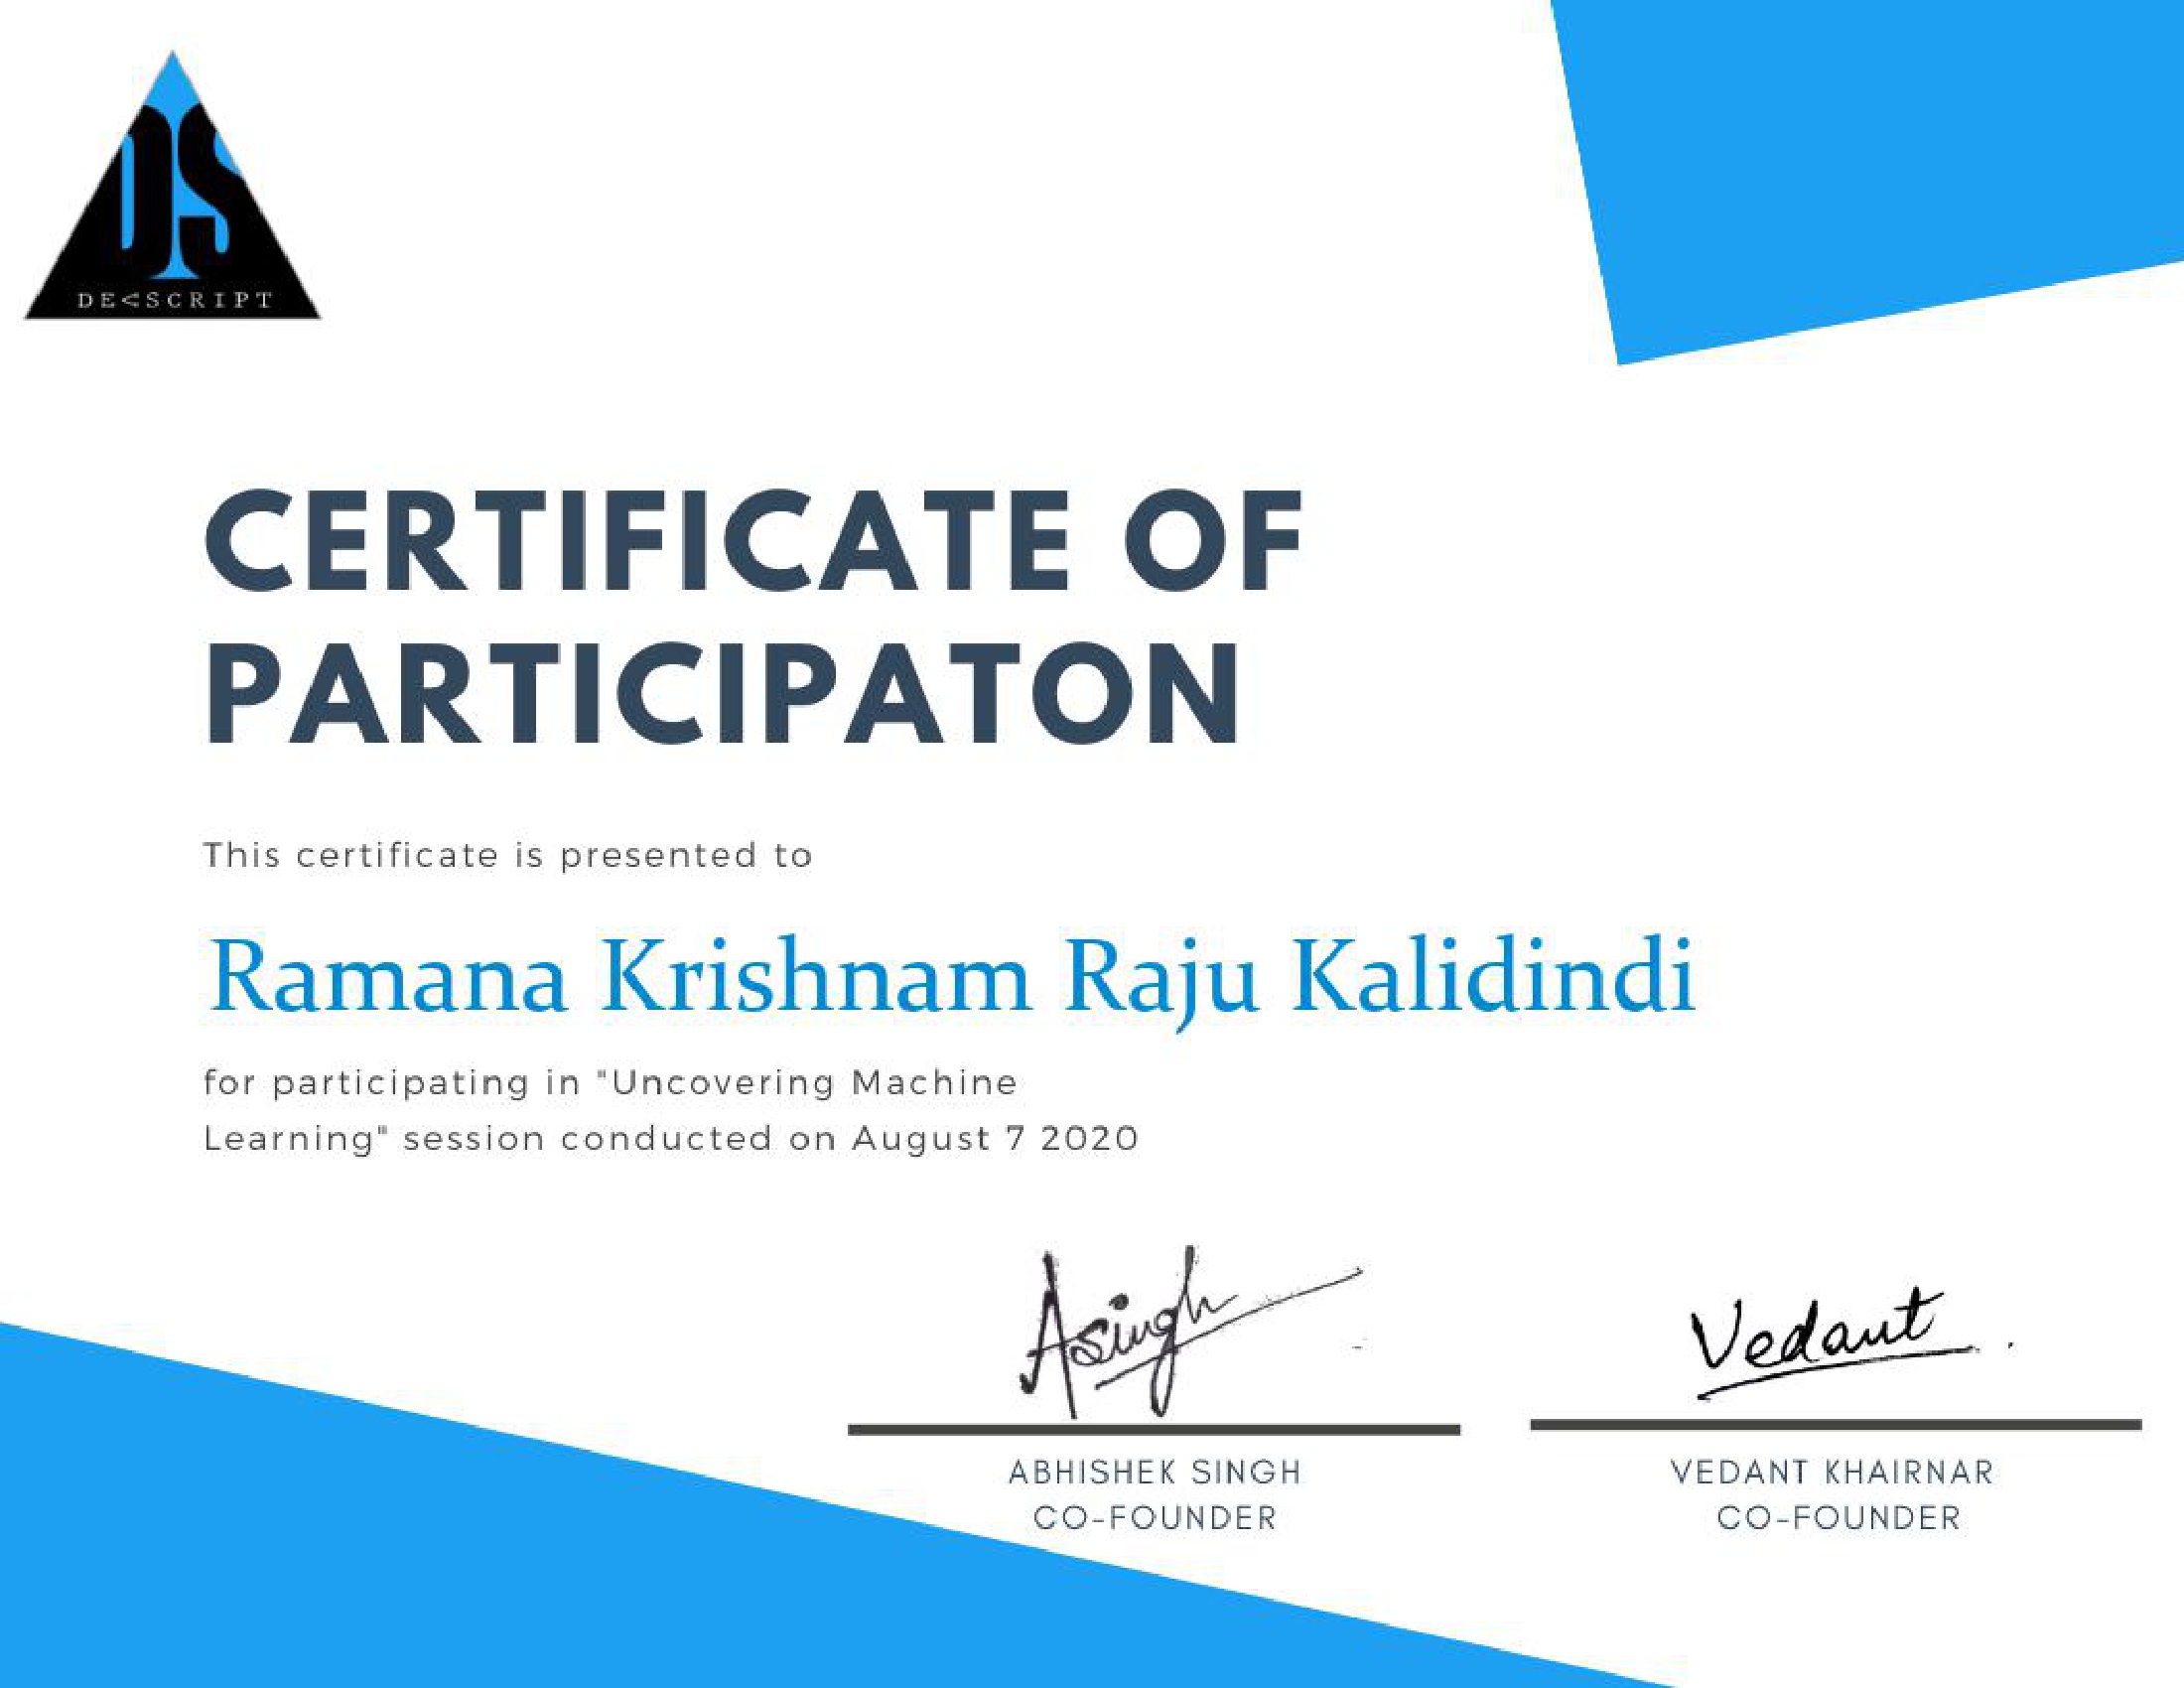 DS
DE<SCRIPT
CERTIFICATE OF
PARTICIPATON
This certificate is presented to
Ramana Krishnam Raju Kalidindi
for participating in "Uncovering Machine
Learning" session conducted on August 7 2020
Asingh
Vedant
ABHISHEK SINGH
CO-FOUNDER
VEDANT KHAIRNAR
CO-FOUNDER